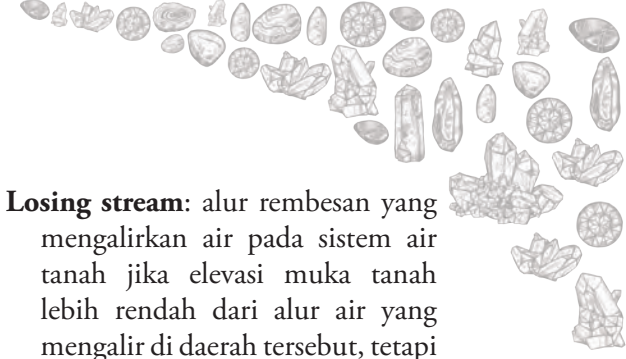 Losing stream: alur rembesan yang
mengalirkan air pada sistem air
tanah jika elevasi muka tanah
lebih rendah dari alur air yang
mengalir di daerah tersebut, tetapi